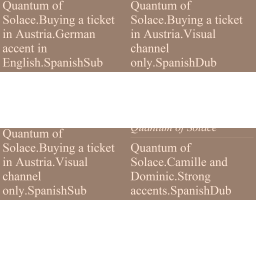 Quantum of
Solace.Buying a ticket
in Austria.German
accent in
English.SpanishSub
Quantum of
Solace.Buying a ticket
in Austria.Visual
channel
only.SpanishDub
Quantum of
Solace.Buying a ticket
in Austria.Visual
channel
only.SpanishSub
Quantum of Solace
Quantum of
Solace.Camille and
Dominic.Strong
accents.SpanishDub